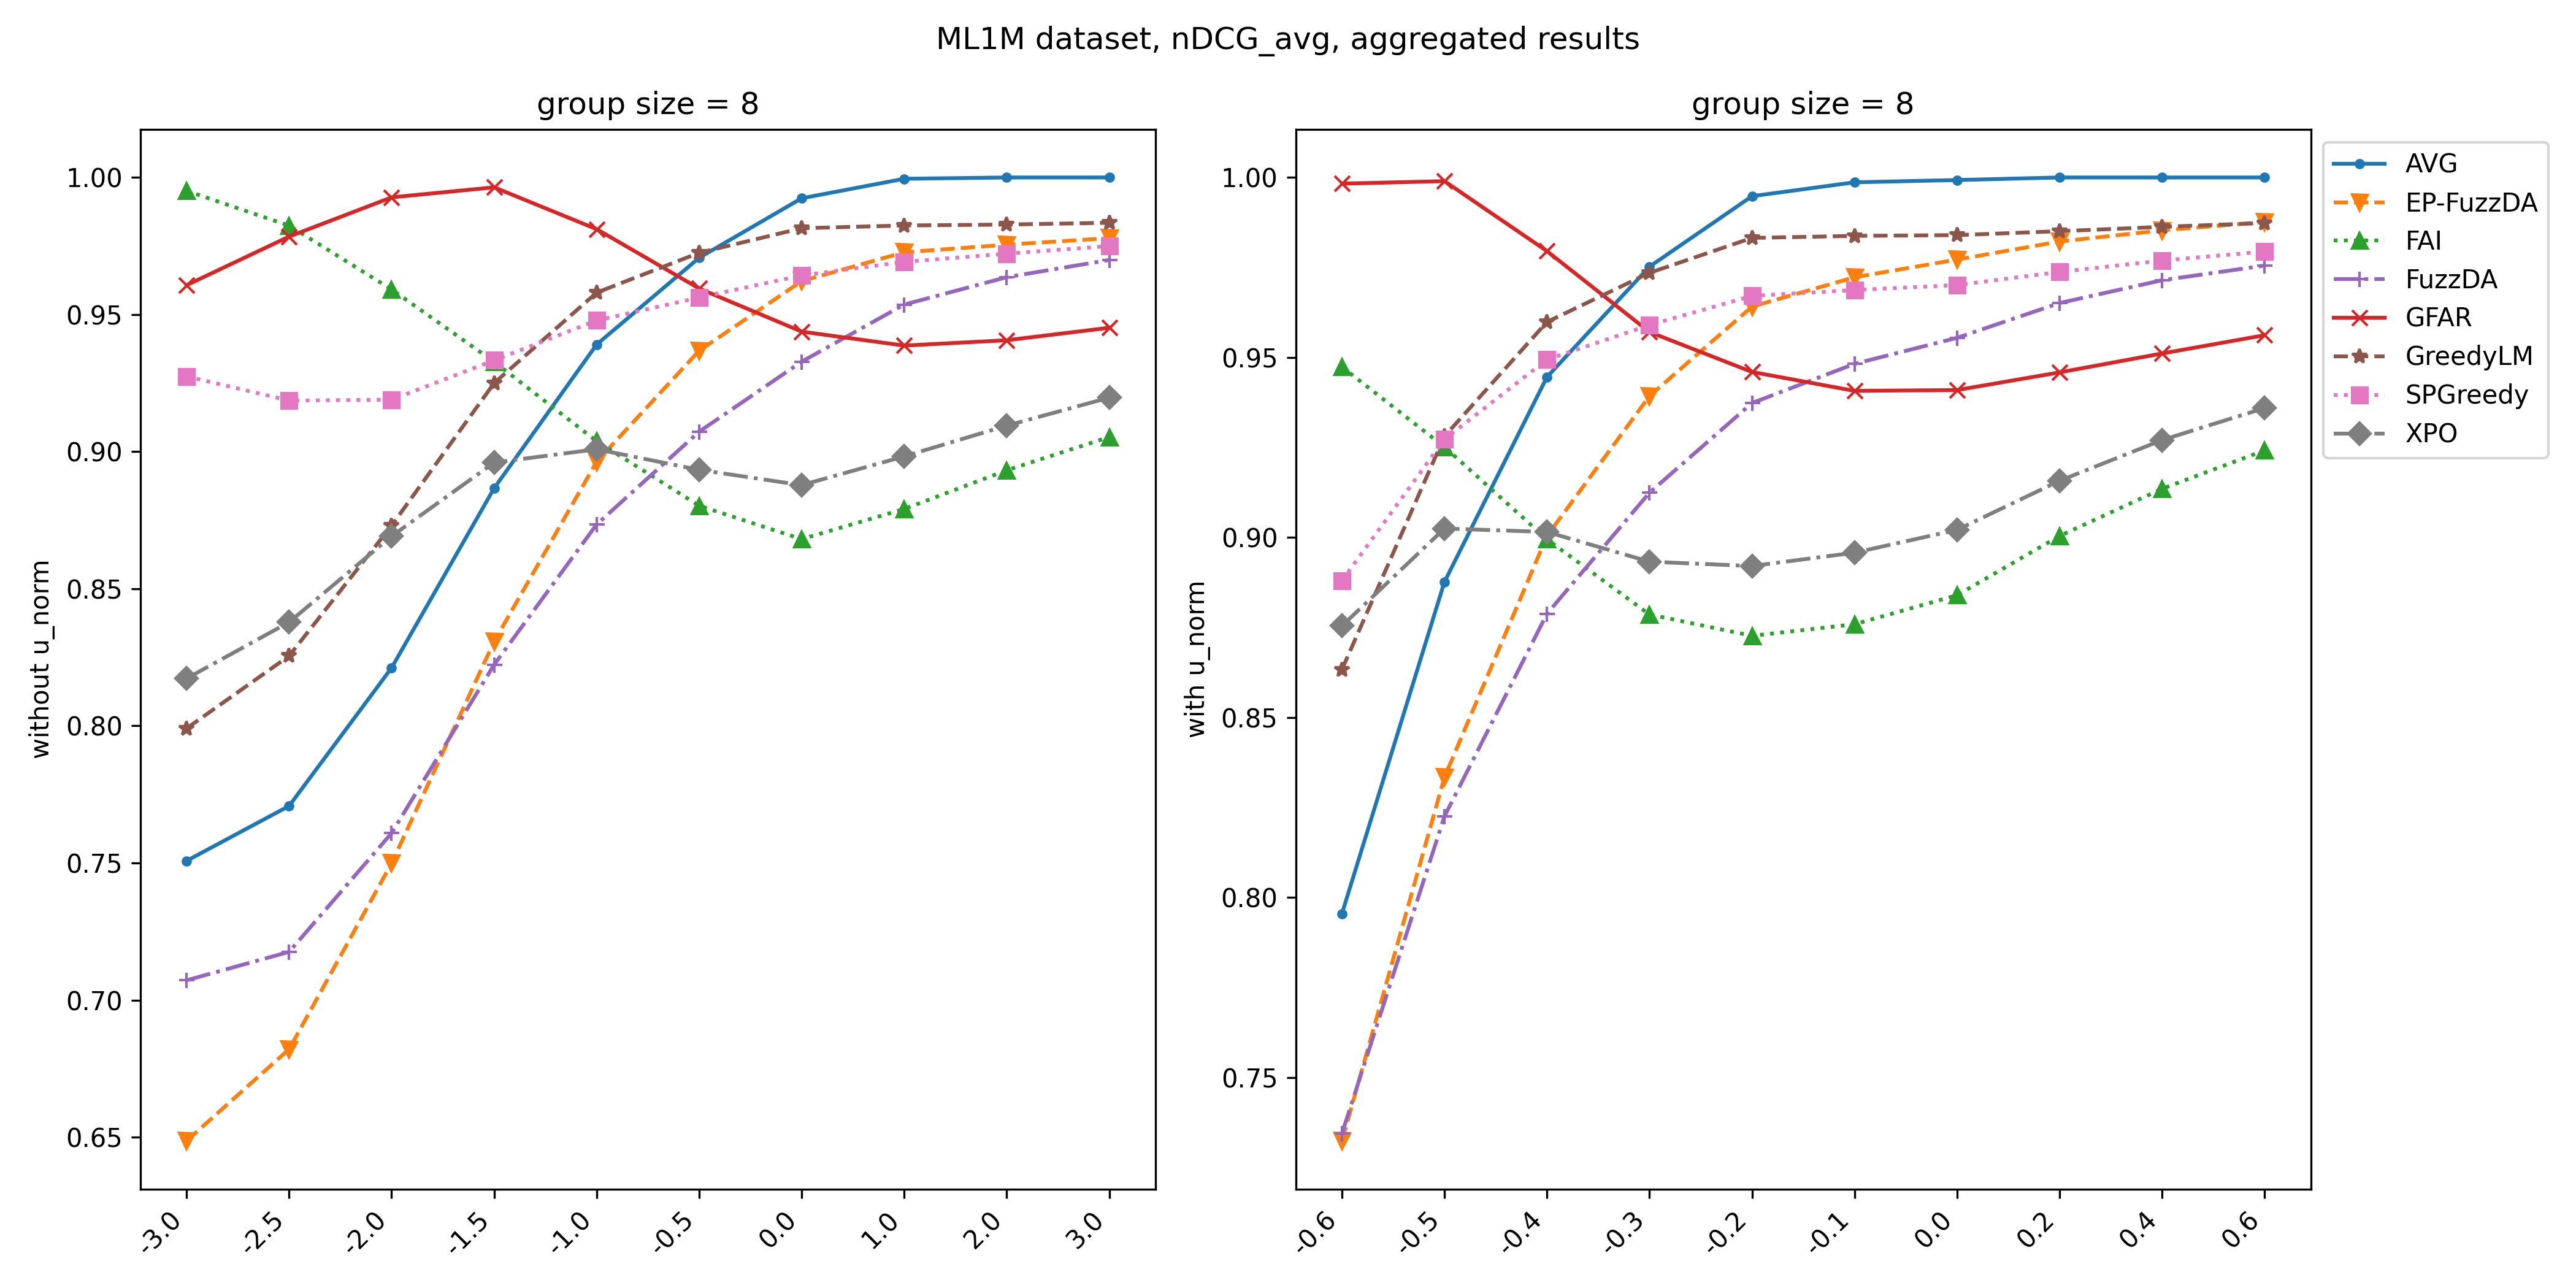 ML1M dataset, nDCG_avg, aggregated results
group size = 8
without u_norm
1.00
0.95
0.90
0.85
0.80
0.75
0.70
0.65
-3.0
-2.5
-2.0
-1.5
-1.0
-0.5
0.0
1.0
2.0
3.0
group size = 8
with u_norm
1.00
0.95
0.90
0.85
0.80
0.75
-0.6
-0.5
-0.4
-0.3
-0.2
-0.1
0.0
0.2
0.4
0.6
AVG
EP-FuzzDA
FAI
FuzzDA
GFAR
GreedyLM
SPGreedy
XPO